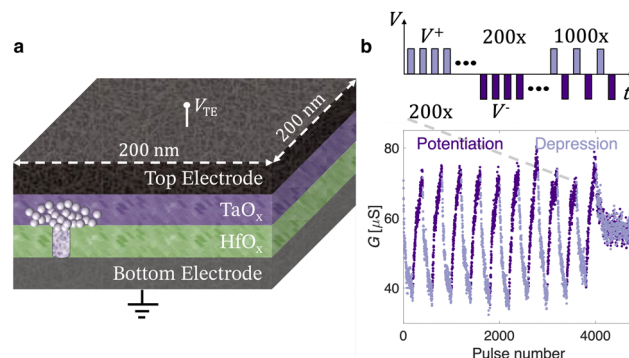 a
V_TE
200 nm
200 nm
Top Electrode
TaOₓ
HfOₓ
Bottom Electrode
b
V
V⁺
200x
1000x
t
200x
V⁻
Potentiation
Depression
G [µS]
80
60
40
0
2000
4000
Pulse number